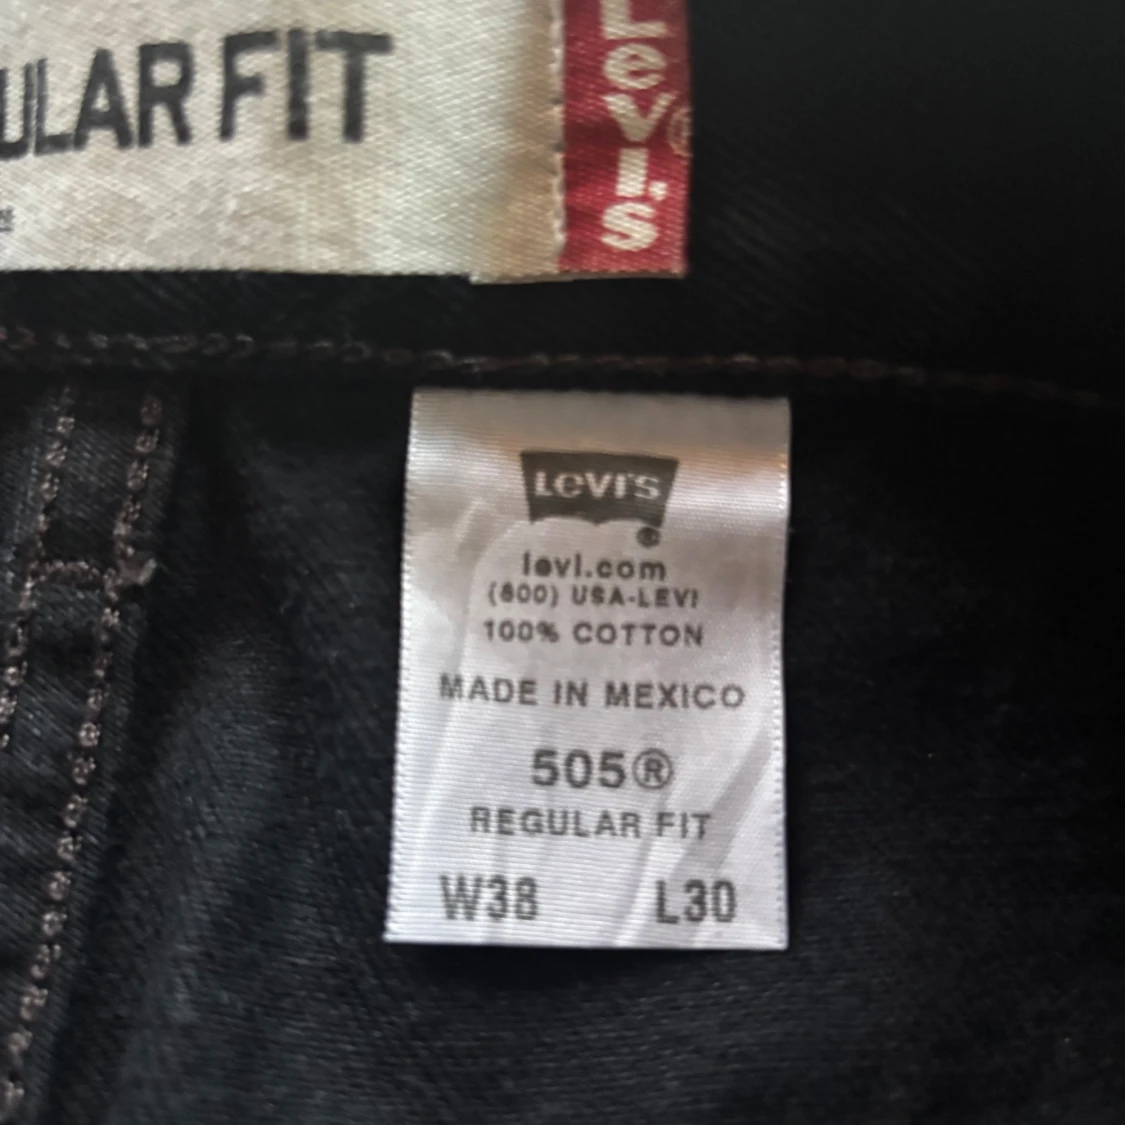 ULAR FIT
Levi's
®
LEVI'S
®
levi.com
(800) USA-LEVI
100% COTTON
MADE IN MEXICO
505®
REGULAR FIT
W38 L30